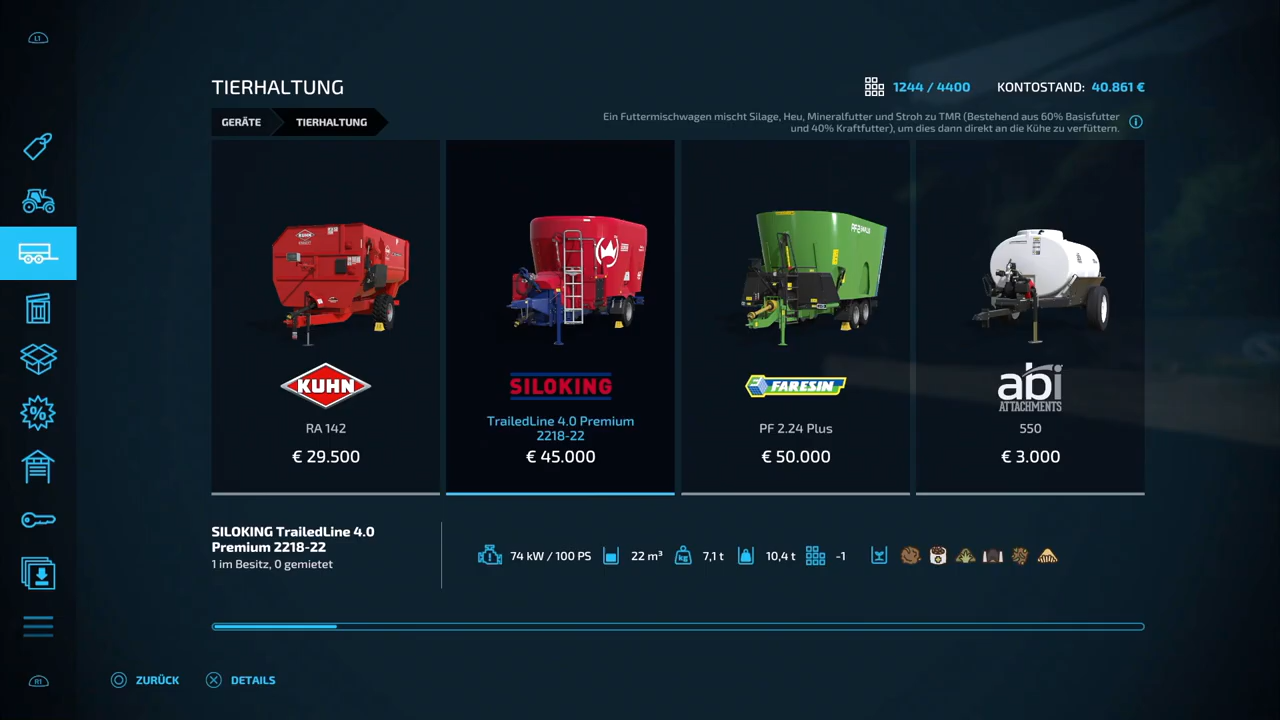 L1
TIERHALTUNG
1244 / 4400
KONTOSTAND: 40.861 €
GERÄTE
TIERHALTUNG
Ein Futtermischwagen mischt Silage, Heu, Mineralfutter und Stroh zu TMR (Bestehend aus 60% Basisfutter
und 40% Kraftfutter), um dies dann direkt an die Kühe zu verfüttern.
KUHN
RA 142
€ 29.500
SILOKING
TrailedLine 4.0 Premium
2218-22
€ 45.000
FARESIN
PF 2.24 Plus
€ 50.000
abi
ATTACHMENTS
550
€ 3.000
SILOKING TrailedLine 4.0
Premium 2218-22
1 im Besitz, 0 gemietet
74 kW / 100 PS
22 m³
7,1 t
10,4 t
-1
R1
ZURÜCK
DETAILS